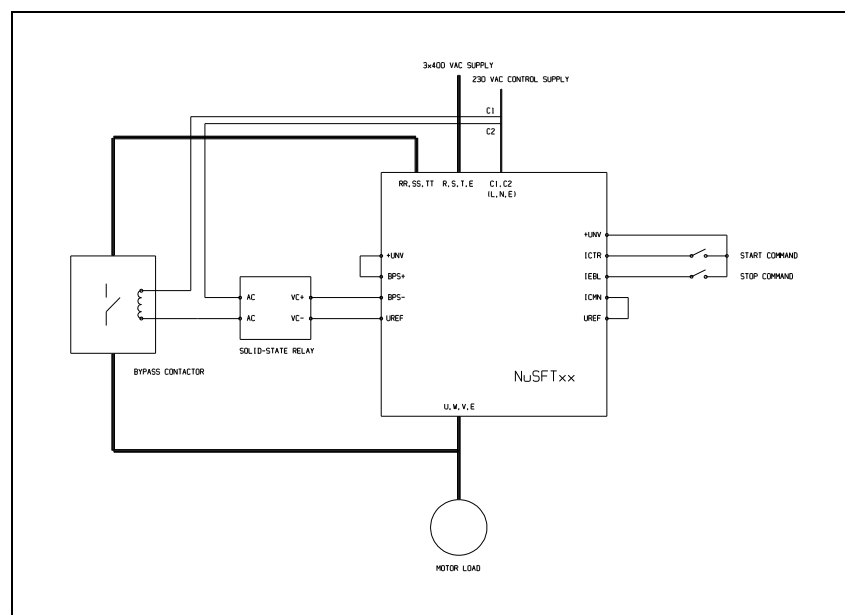 3x400 VAC SUPPLY
230 VAC CONTROL SUPPLY
C1
C2
RR,SS,TT
R,S,T,E
C1,C2
(L,N,E)
+UNV
+UNV
ICTR
START COMMAND
BPS+
IEBL
STOP COMMAND
AC
VC+
BPS-
ICMN
AC
VC-
UREF
UREF
SOLID-STATE RELAY
BYPASS CONTACTOR
NuSFTxx
U,W,V,E
MOTOR LOAD